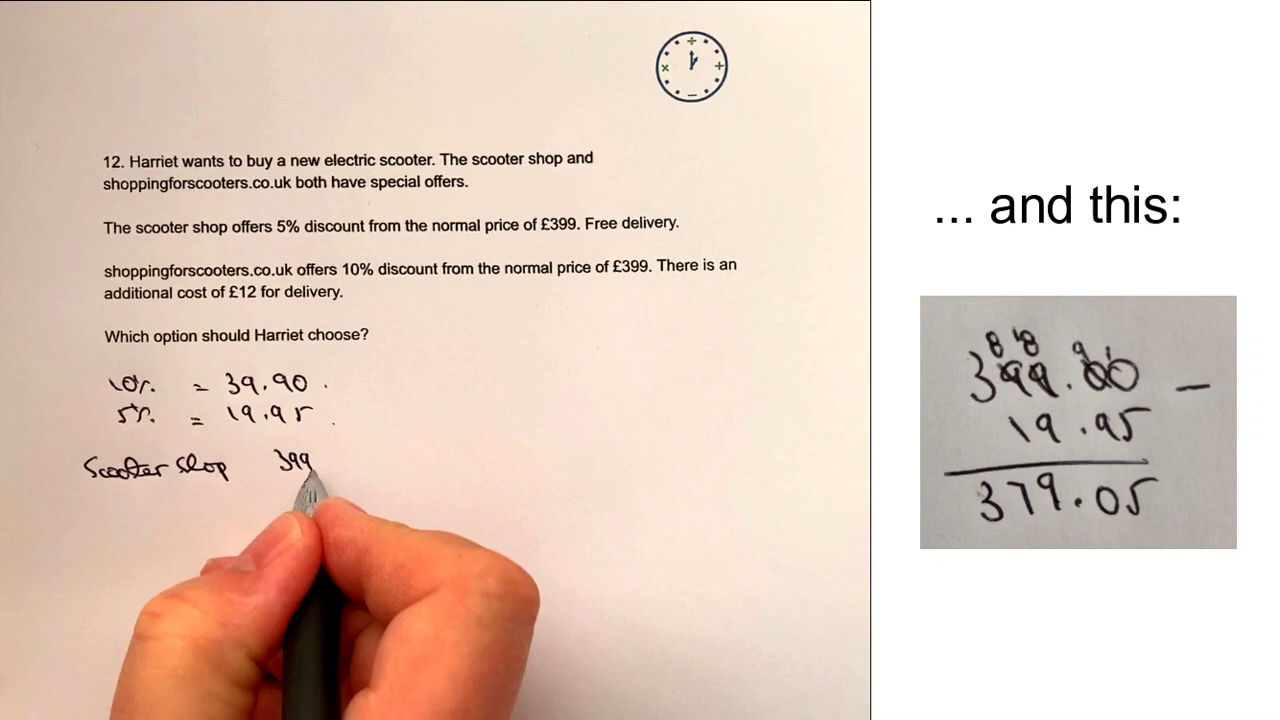 12. Harriet wants to buy a new electric scooter. The scooter shop and
shoppingforscooters.co.uk both have special offers.
The scooter shop offers 5% discount from the normal price of £399. Free delivery.
shoppingforscooters.co.uk offers 10% discount from the normal price of £399. There is an
additional cost of £12 for delivery.
Which option should Harriet choose?
10% = 39.90
5% = 19.95
Scooter shop 399
... and this:
399.00 -
19.95
379.05